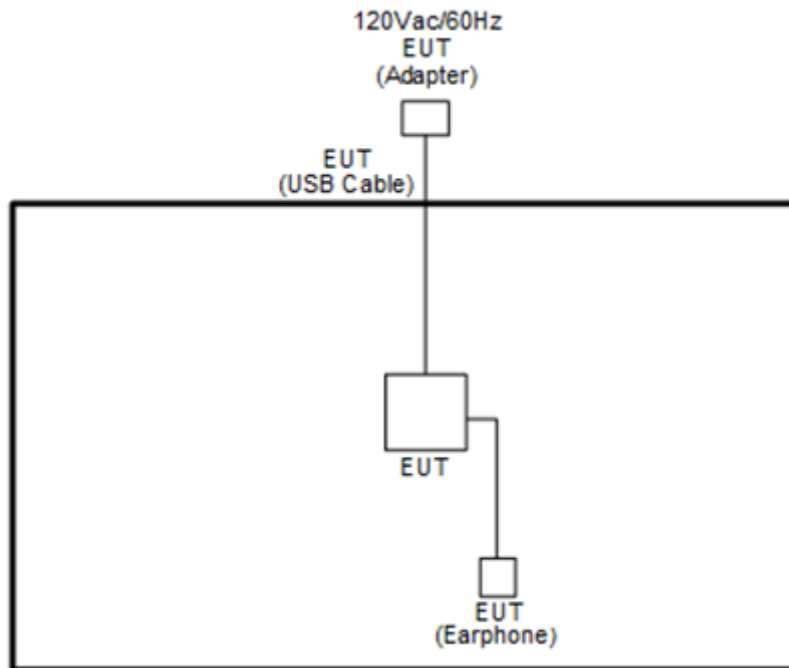 120Vac/60Hz
EUT
(Adapter)
EUT
(USB Cable)
EUT
EUT
(Earphone)